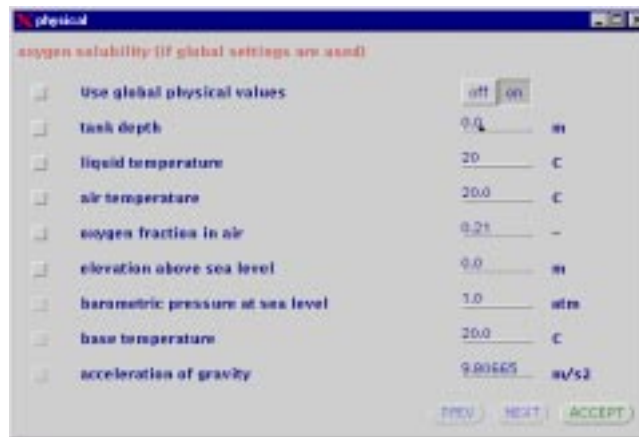 physical
oxygen solubility (if global settings are used)
Use global physical values off on
tank depth 0.0 m
liquid temperature 20 C
air temperature 20.0 C
oxygen fraction in air 0.21 -
elevation above sea level 0.0 m
barometric pressure at sea level 1.0 atm
base temperature 20.0 C
acceleration of gravity 9.80665 m/s2
PREV NEXT ACCEPT